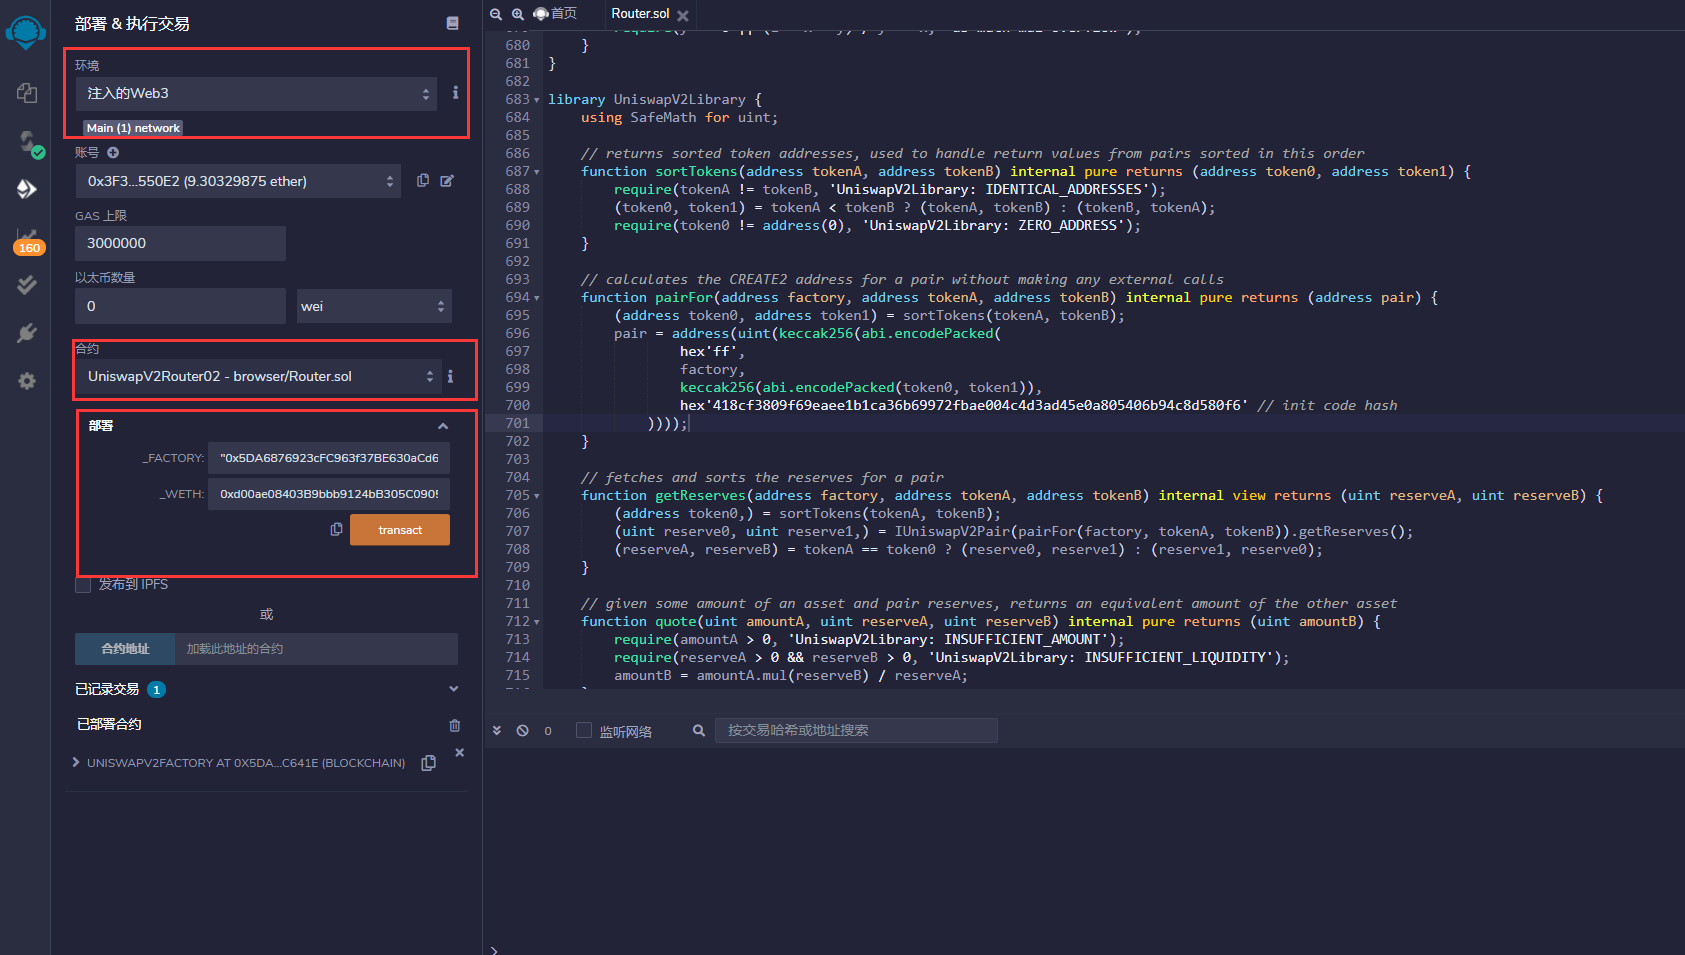 部署 & 执行交易
环境
注入的Web3
Main (1) network
账号
0x3F3...550E2 (9.30329875 ether)
GAS 上限
3000000
以太币数量
0
wei
合约
UniswapV2Router02 - browser/Router.sol
部署
_FACTORY:
"0x5DA6876923cFC963f37BE630aCd6
_WETH:
0xd00ae08403B9bbb9124bB305C0905
transact
发布到 IPFS
或
合约地址
加载此地址的合约
已记录交易 1
已部署合约
UNISWAPV2FACTORY AT 0X5DA...C641E (BLOCKCHAIN)
160
首页
Router.sol
680 }
681 }
682
683 library UniswapV2Library {
684 using SafeMath for uint;
685
686 // returns sorted token addresses, used to handle return values from pairs sorted in this order
687 function sortTokens(address tokenA, address tokenB) internal pure returns (address token0, address token1) {
688 require(tokenA != tokenB, 'UniswapV2Library: IDENTICAL_ADDRESSES');
689 (token0, token1) = tokenA < tokenB ? (tokenA, tokenB) : (tokenB, tokenA);
690 require(token0 != address(0), 'UniswapV2Library: ZERO_ADDRESS');
691 }
692
693 // calculates the CREATE2 address for a pair without making any external calls
694 function pairFor(address factory, address tokenA, address tokenB) internal pure returns (address pair) {
695 (address token0, address token1) = sortTokens(tokenA, tokenB);
696 pair = address(uint(keccak256(abi.encodePacked(
697 hex'ff',
698 factory,
699 keccak256(abi.encodePacked(token0, token1)),
700 hex'418cf3809f69eaee1b1ca36b69972fbae004c4d3ad45e0a805406b94c8d580f6' // init code hash
701 ))));
702 }
703
704 // fetches and sorts the reserves for a pair
705 function getReserves(address factory, address tokenA, address tokenB) internal view returns (uint reserveA, uint reserveB) {
706 (address token0,) = sortTokens(tokenA, tokenB);
707 (uint reserve0, uint reserve1,) = IUniswapV2Pair(pairFor(factory, tokenA, tokenB)).getReserves();
708 (reserveA, reserveB) = tokenA == token0 ? (reserve0, reserve1) : (reserve1, reserve0);
709 }
710
711 // given some amount of an asset and pair reserves, returns an equivalent amount of the other asset
712 function quote(uint amountA, uint reserveA, uint reserveB) internal pure returns (uint amountB) {
713 require(amountA > 0, 'UniswapV2Library: INSUFFICIENT_AMOUNT');
714 require(reserveA > 0 && reserveB > 0, 'UniswapV2Library: INSUFFICIENT_LIQUIDITY');
715 amountB = amountA.mul(reserveB) / reserveA;
0
监听网络
按交易哈希或地址搜索
>